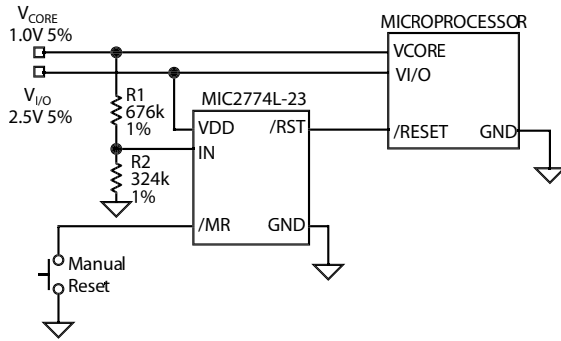 VCORE
1.0V 5%
VI/O
2.5V 5%
R1
676k
1%
R2
324k
1%
MIC2774L-23
VDD
/RST
IN
/MR
GND
Manual
Reset
MICROPROCESSOR
VCORE
VI/O
/RESET
GND